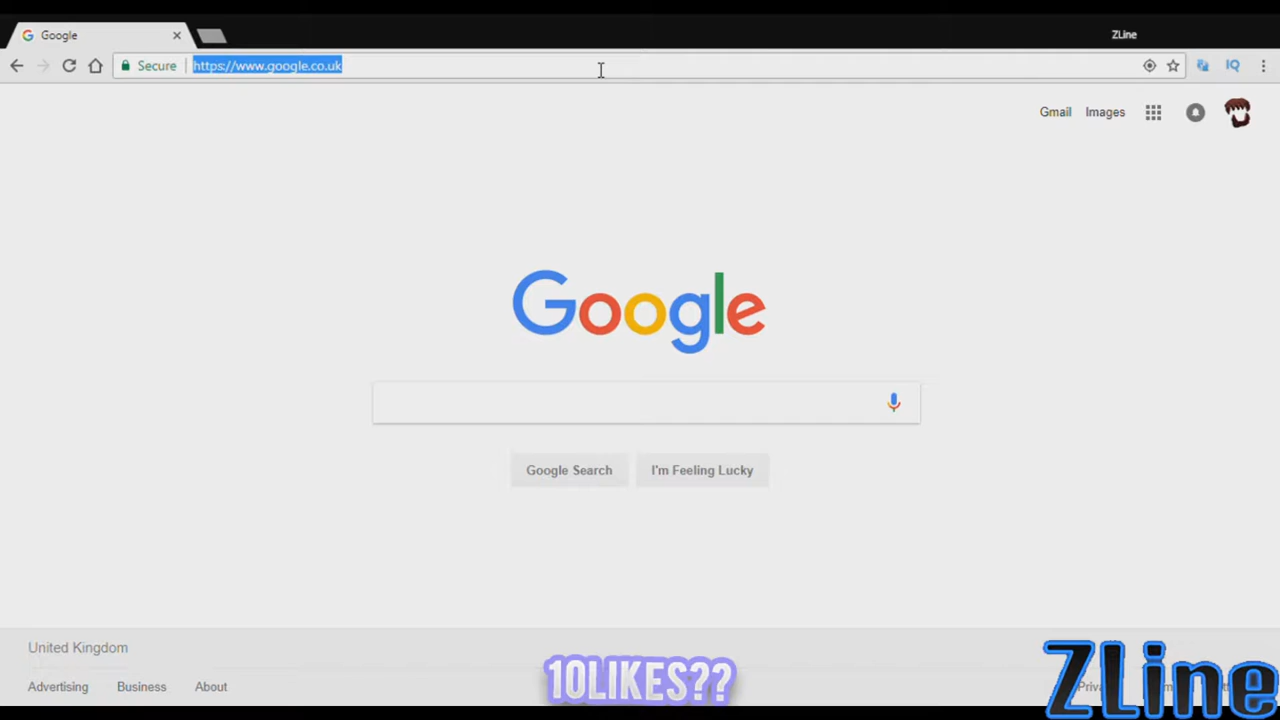 Google
ZLine
Secure
https://www.google.co.uk
IQ
Gmail Images
Google
Google Search I'm Feeling Lucky
United Kingdom
10LIKES??
Advertising Business About
ZLine